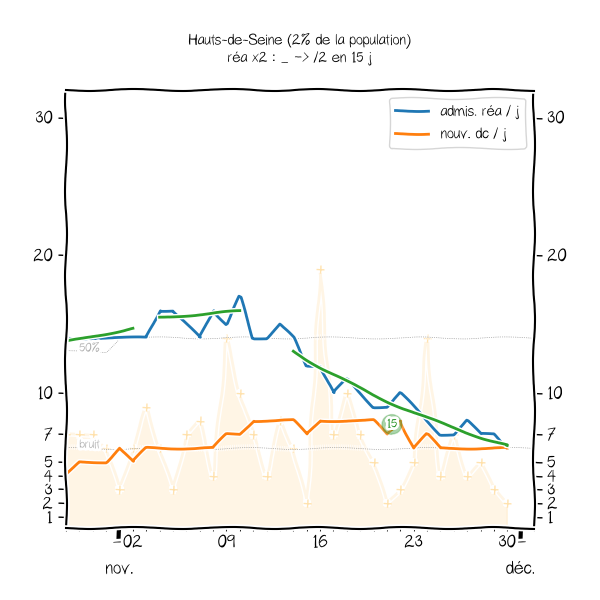 Hauts-de-Seine (2% de la population)
réa x2 : _ -> /2 en 15 j
admis. réa / j
nouv. dc / j
30
30
20
20
50%
10
10
15
7
7
bruit
5
5
4
4
3
3
2
2
1
1
02 09 16 23 30
nov. déc.